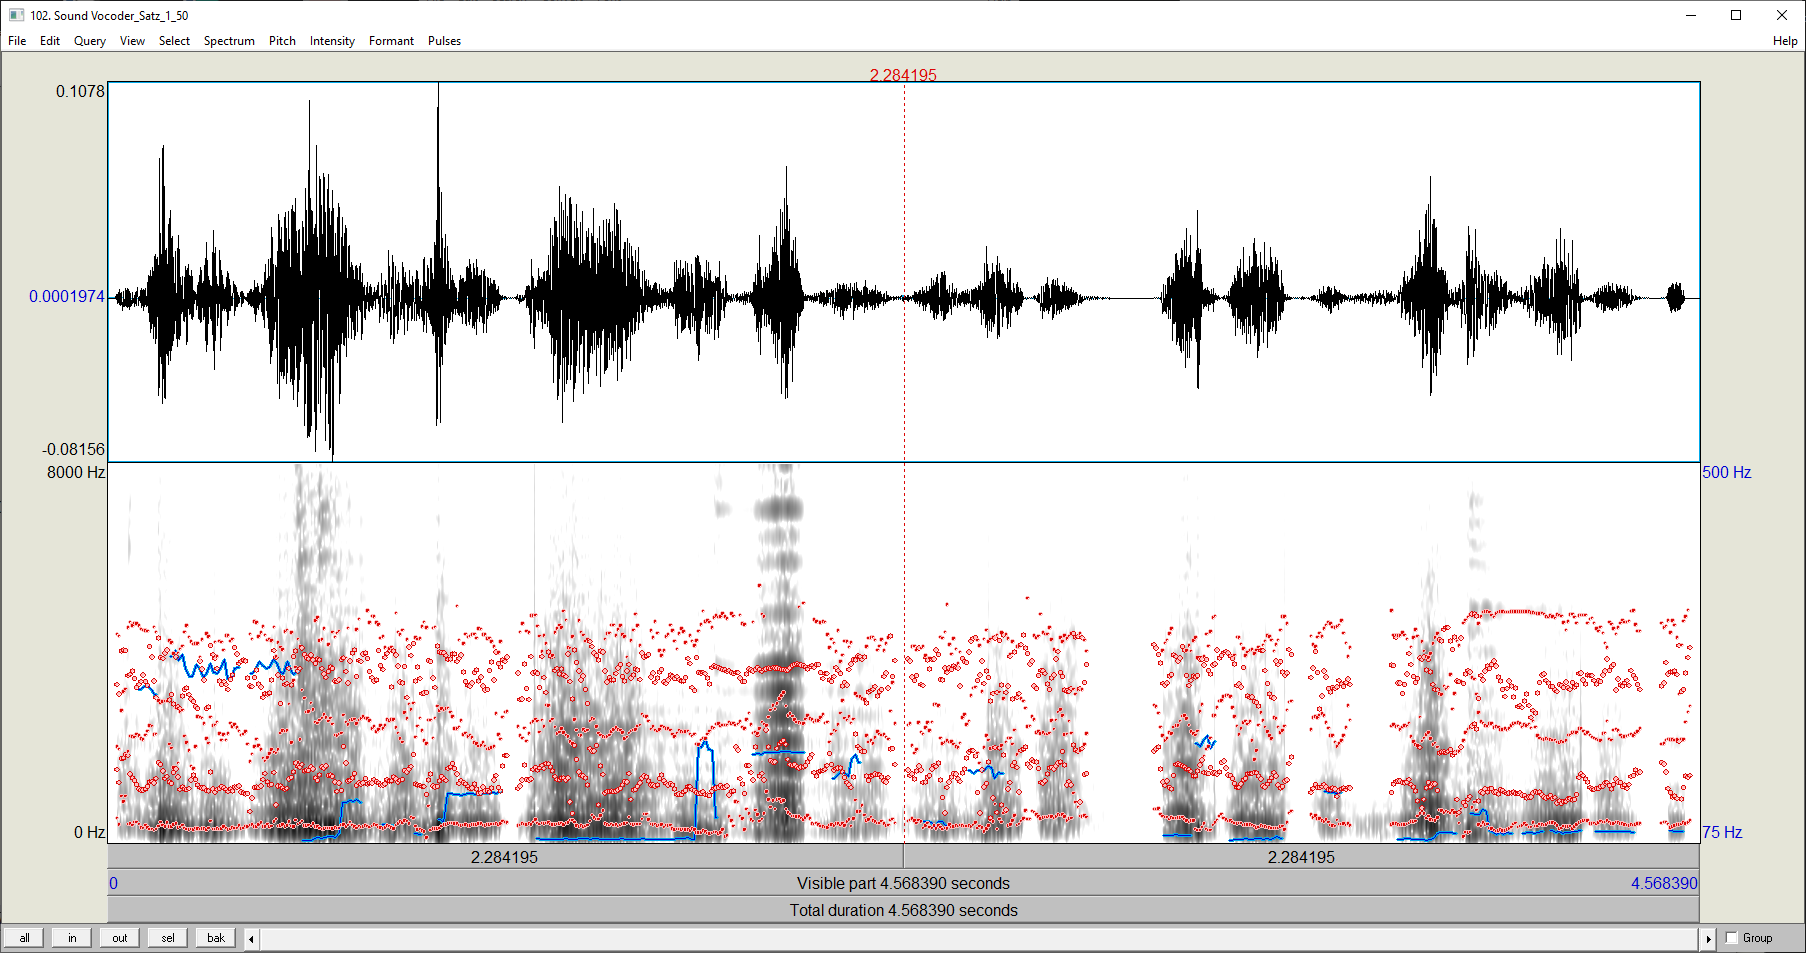 102. Sound Vocoder_Satz_1_50
File Edit Query View Select Spectrum Pitch Intensity Formant Pulses Help
2.284195
0.1078
0.0001974
-0.08156
8000 Hz 500 Hz
0 Hz 75 Hz
2.284195 2.284195
0 Visible part 4.568390 seconds 4.568390
Total duration 4.568390 seconds
all in out sel bak Group